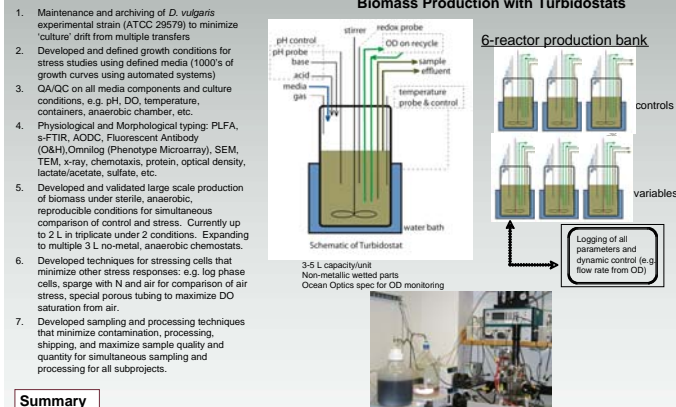 Biomass Production with Turbidostats
1. Maintenance and archiving of D. vulgaris
experimental strain (ATCC 29579) to minimize
'culture' drift from multiple transfers
2. Developed and defined growth conditions for
stress studies using defined media (1000's of
growth curves using automated systems)
3. QA/QC on all media components and culture
conditions, e.g. pH, DO, temperature,
containers, anaerobic chamber, etc.
4. Physiological and Morphological typing: PLFA,
s-FTIR, AODC, Fluorescent Antibody
(O&H),Omnilog (Phenotype Microarray), SEM,
TEM, x-ray, chemotaxis, protein, optical density,
lactate/acetate, sulfate, etc.
5. Developed and validated large scale production
of biomass under sterile, anaerobic,
reproducible conditions for simultaneous
comparison of control and stress. Currently up
to 2 L in triplicate under 2 conditions. Expanding
to multiple 3 L no-metal, anaerobic chemostats.
6. Developed techniques for stressing cells that
minimize other stress responses: e.g. log phase
cells, sparge with N and air for comparison of air
stress, special porous tubing to maximize DO
saturation from air.
7. Developed sampling and processing techniques
that minimize contamination, processing,
shipping, and maximize sample quality and
quantity for simultaneous sampling and
processing for all subprojects.
Summary
stirrer
redox probe
pH control
OD on recycle
pH probe
base
sample
effluent
acid
media
gas
temperature
probe & control
water bath
Schematic of Turbidostat
3-5 L capacity/unit
Non-metallic wetted parts
Ocean Optics spec for OD monitoring
6-reactor production bank
controls
variables
Logging of all
parameters and
dynamic control (e.g.
flow rate from OD)